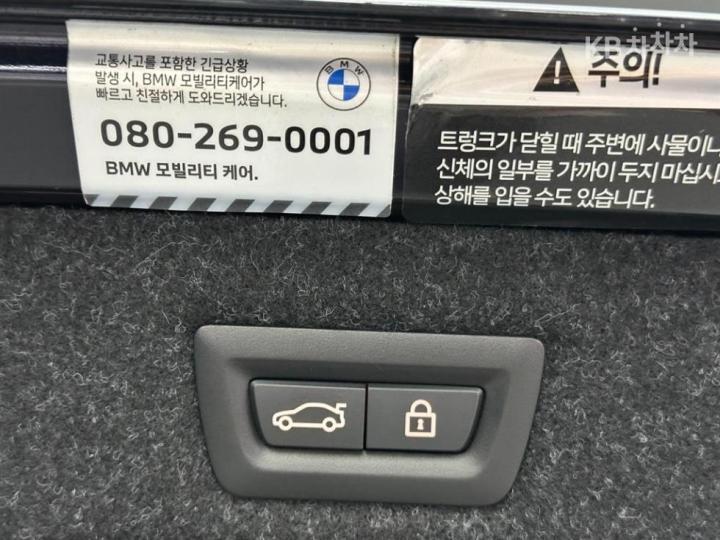 교통사고를 포함한 긴급상황
발생 시, BMW 모빌리티케어가
빠르고 친절하게 도와드리겠습니다.
080-269-0001
BMW 모빌리티 케어.
BMW
KB차차차
주의!
트렁크가 닫힐 때 주변에 사물이나
신체의 일부를 가까이 두지 마십시
상해를 입을 수도 있습니다.